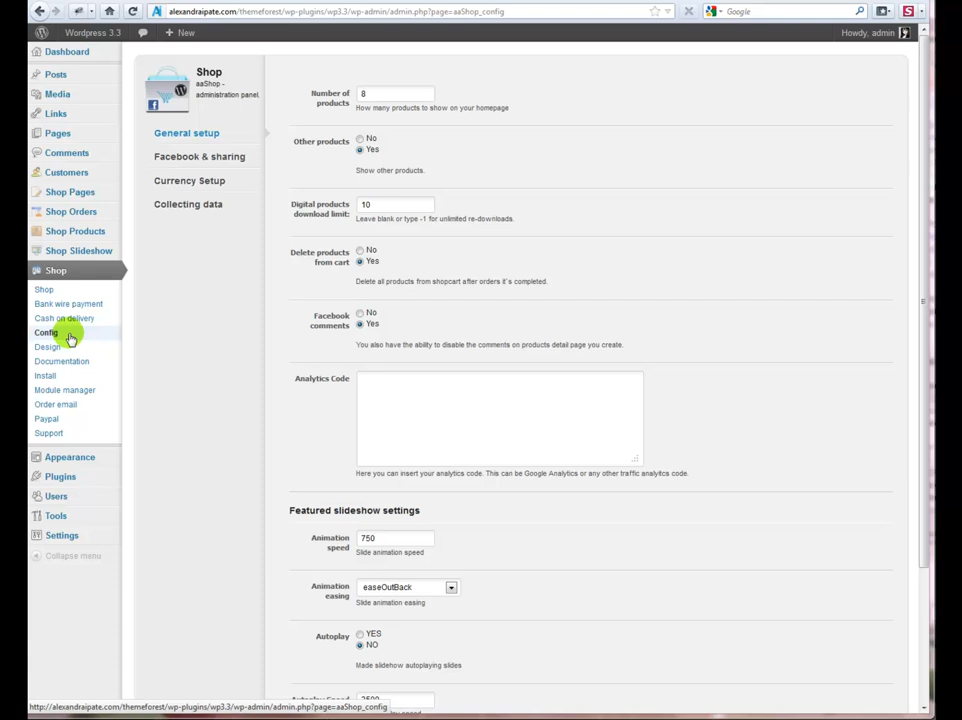 alexandraipate.com/themeforest/wp-plugins/wp3.3/wp-admin/admin.php?page=aaShop_config
Google
Wordpress 3.3
New
Howdy, admin
Dashboard
Posts
Media
Links
Pages
Comments
Customers
Shop Pages
Shop Orders
Shop Products
Shop Slideshow
Shop
Shop
Bank wire payment
Cash on delivery
Config
Design
Documentation
Install
Module manager
Order email
Paypal
Support
Appearance
Plugins
Users
Tools
Settings
Collapse menu
Shop
aaShop -
administration panel.
General setup
Facebook & sharing
Currency Setup
Collecting data
Number of
products
8
How many products to show on your homepage
Other products
No
Yes
Show other products.
Digital products
download limit:
10
Leave blank or type -1 for unlimited re-downloads.
Delete products
from cart
No
Yes
Delete all products from shopcart after orders it`s completed.
Facebook
comments
No
Yes
You also have the ability to disable the comments on products detail page you create.
Analytics Code
Here you can insert your analytics code. This can be Google Analytics or any other traffic analyitcs code.
Featured slideshow settings
Animation
speed
750
Slide animation speed
Animation
easing
easeOutBack
Slide animation easing
Autoplay
YES
NO
Made slidehow autoplaying slides
Autoplay Speed
3500
http://alexandraipate.com/themeforest/wp-plugins/wp3.3/wp-admin/admin.php?page=aaShop_config